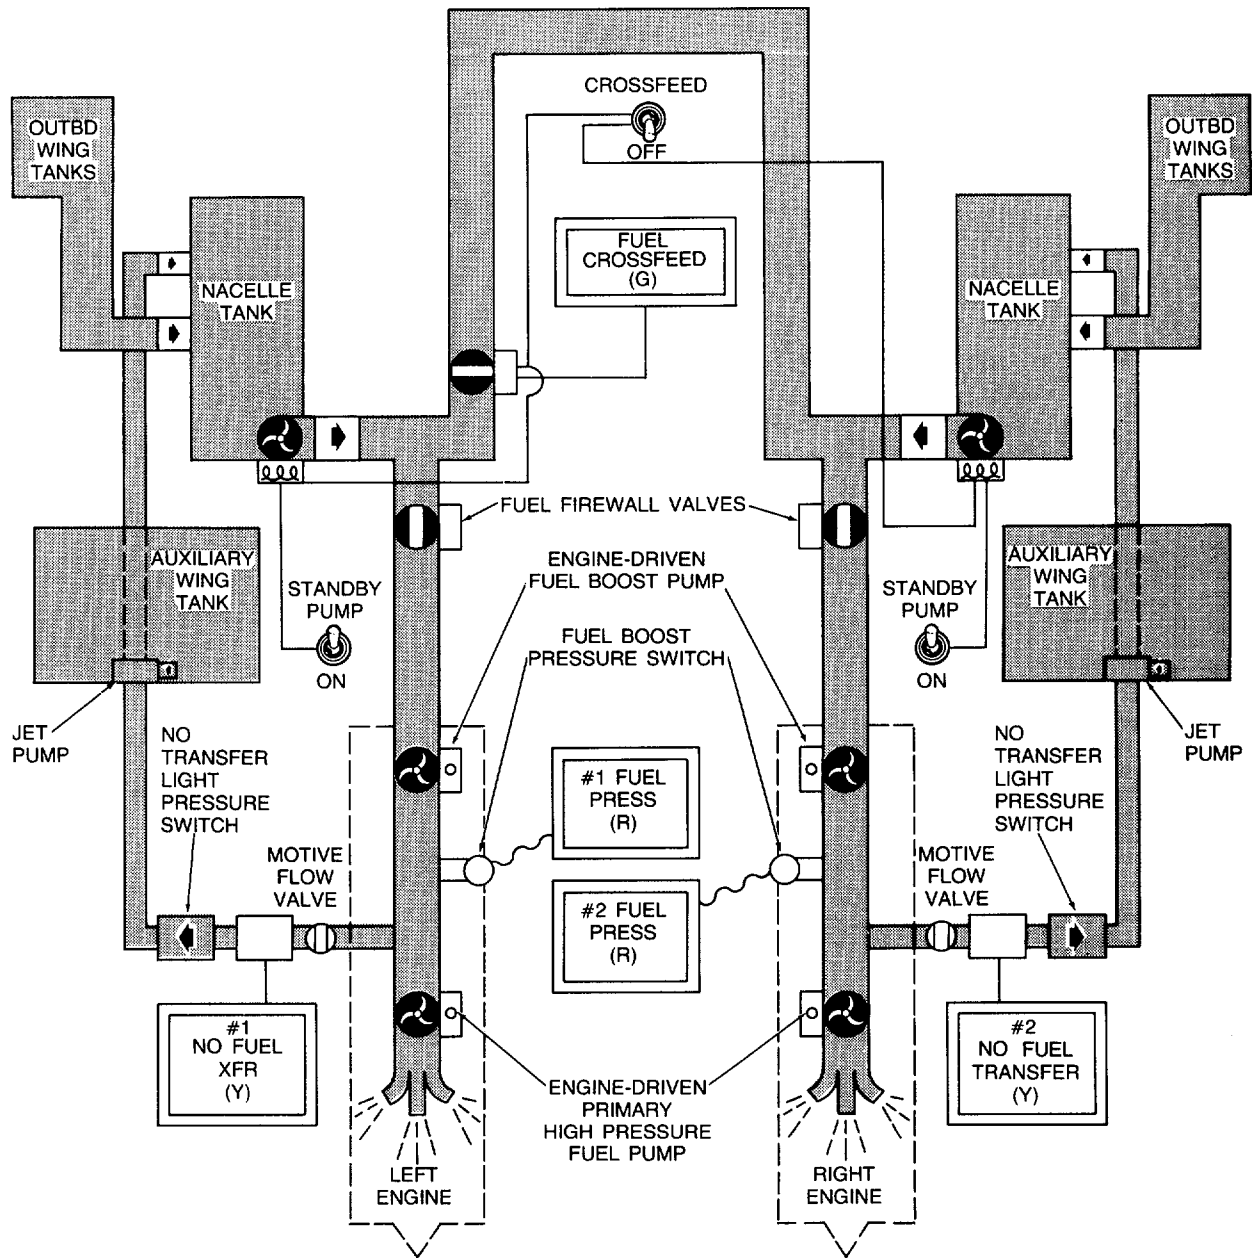 CROSSFEED
OFF
OUTBD
WING
TANKS
OUTBD
WING
TANKS
FUEL
CROSSFEED
(G)
NACELLE
TANK
NACELLE
TANK
FUEL FIREWALL VALVES
AUXILIARY
WING
TANK
STANDBY
PUMP
ON
ENGINE-DRIVEN
FUEL BOOST PUMP
FUEL BOOST
PRESSURE SWITCH
STANDBY
PUMP
ON
AUXILIARY
WING
TANK
JET
PUMP
NO
TRANSFER
LIGHT
PRESSURE
SWITCH
MOTIVE
FLOW
VALVE
#1 FUEL
PRESS
(R)
#2 FUEL
PRESS
(R)
MOTIVE
FLOW
VALVE
NO
TRANSFER
LIGHT
PRESSURE
SWITCH
JET
PUMP
#1
NO FUEL
XFR
(Y)
ENGINE-DRIVEN
PRIMARY
HIGH PRESSURE
FUEL PUMP
#2
NO FUEL
TRANSFER
(Y)
LEFT
ENGINE
RIGHT
ENGINE